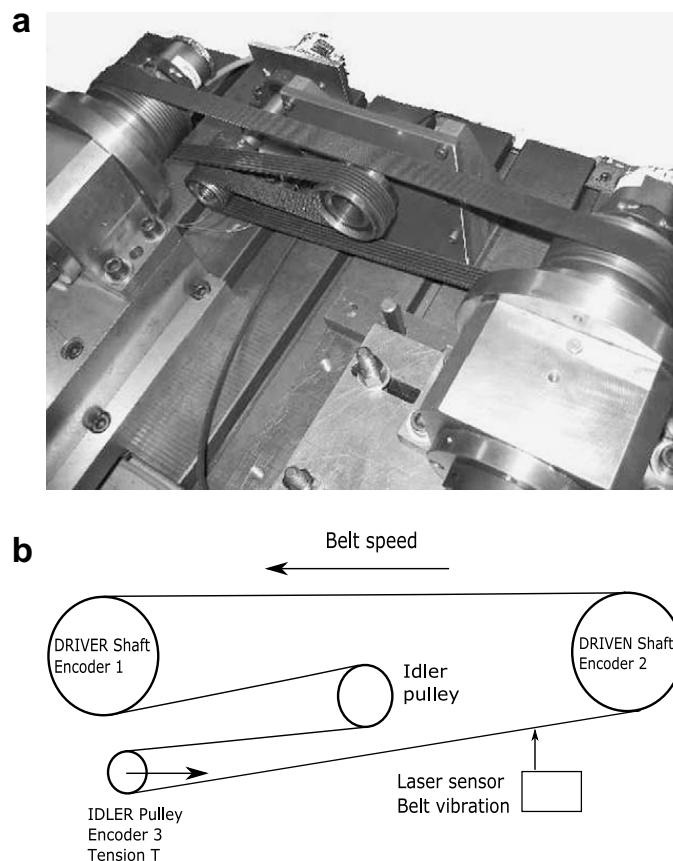 a
b
Belt speed
DRIVER Shaft
Encoder 1
DRIVEN Shaft
Encoder 2
Idler
pulley
Laser sensor
Belt vibration
IDLER Pulley
Encoder 3
Tension T